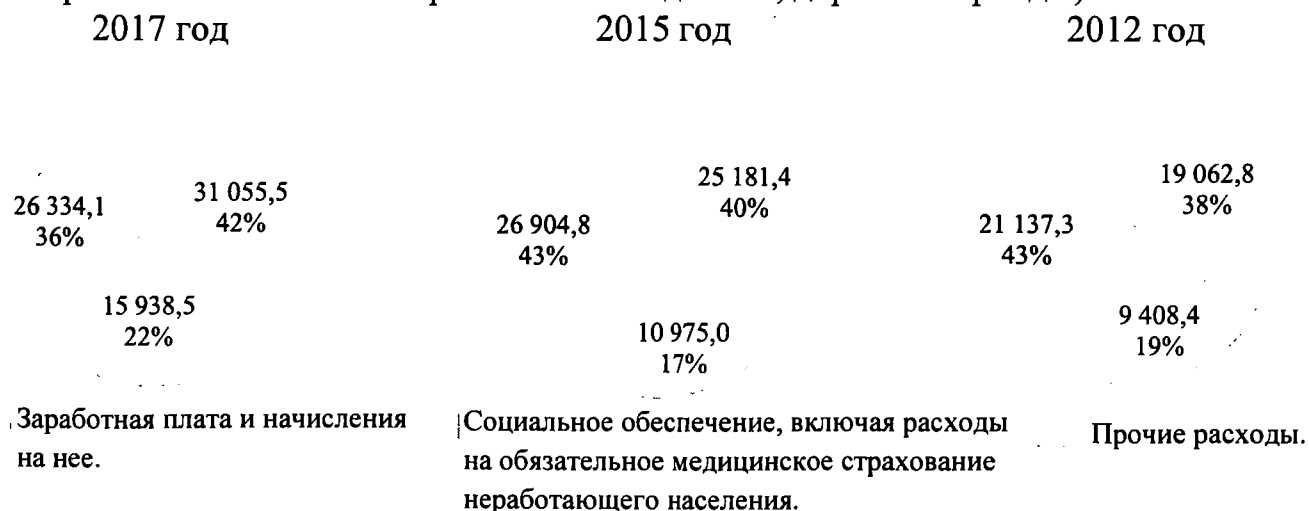 2017 год
2015 год
2012 год
26 334,1
36%
31 055,5
42%
15 938,5
22%
26 904,8
43%
25 181,4
40%
10 975,0
17%
21 137,3
43%
19 062,8
38%
9 408,4
19%
Заработная плата и начисления
на нее.
Социальное обеспечение, включая расходы
на обязательное медицинское страхование
неработающего населения.
Прочие расходы.